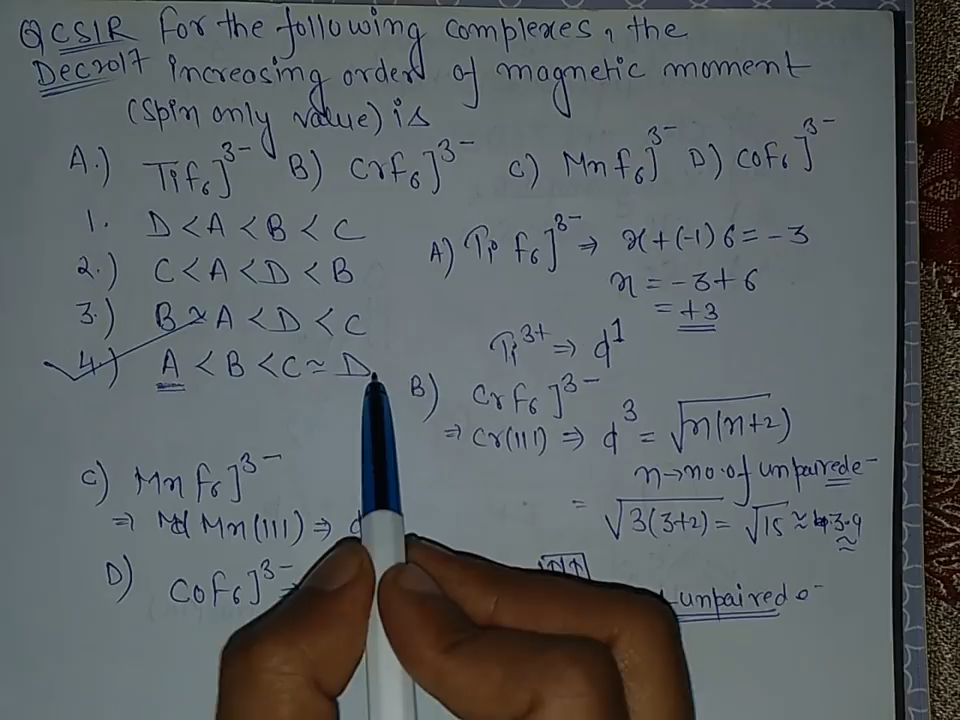 Q CSIR For the following complexes, the
Dec2017 increasing order of magnetic moment
(spin only value) is
A.) TiF6]3- B) CrF6]3- C) MnF6]3- D) CoF6]3-
1. D < A < B < C
2.) C < A < D < B
3.) B ≈ A < D < C
4.) A < B < C ≈ D
A) TiF6]3- ⇒ x + (-1) 6 = -3
x = -3 + 6
= +3
Ti3+ ⇒ d1
B) CrF6]3-
⇒ Cr(III) ⇒ d3 = √n(n+2)
n → no. of unpaired e-
= √3(3+2) = √15 ≈ 3.9
C) MnF6]3-
⇒ Mn(III) ⇒ d
D) CoF6]3- ⇒
unpaired e-